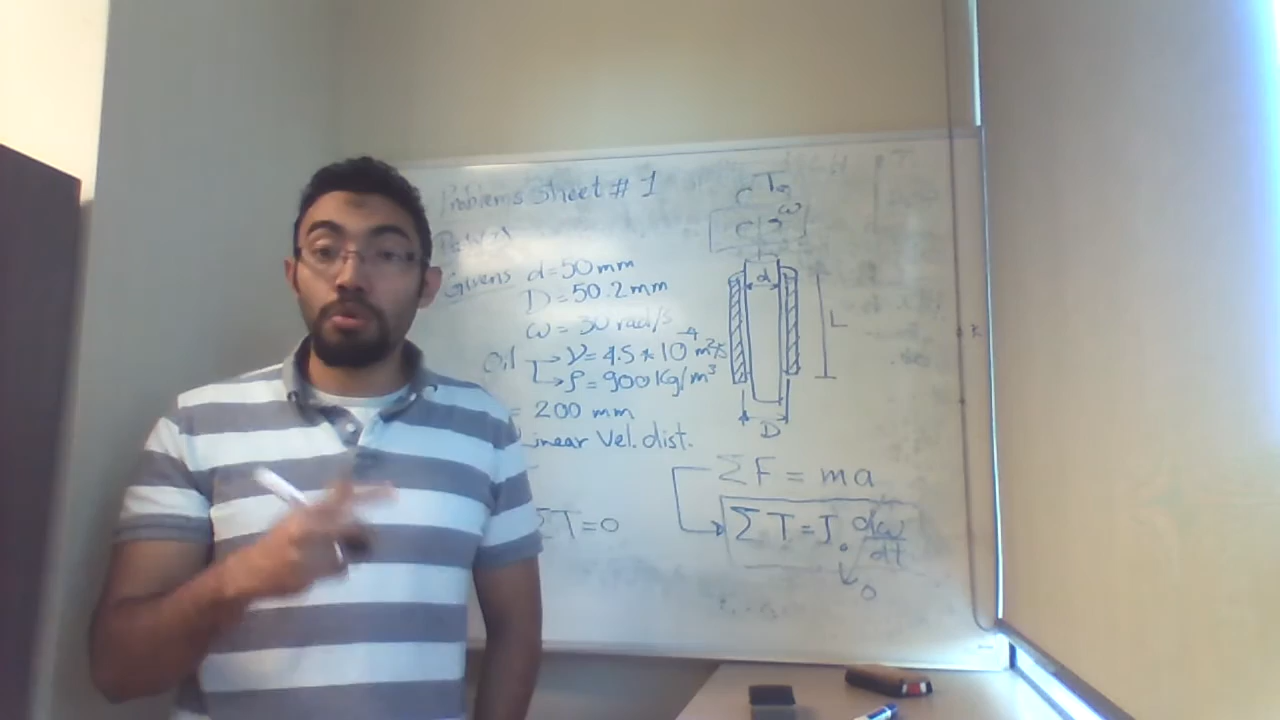 Problems Sheet # 1
Givens d = 50 mm
D = 50.2 mm
ω = 30 rad/s
Oil → ν = 4.5 * 10⁻⁴ m²/s
→ ρ = 900 Kg/m³
= 200 mm
inear Vel. dist.
ΣT = 0
T
ω
d
L
D
ΣF = ma
ΣT = J. dω/dt
0